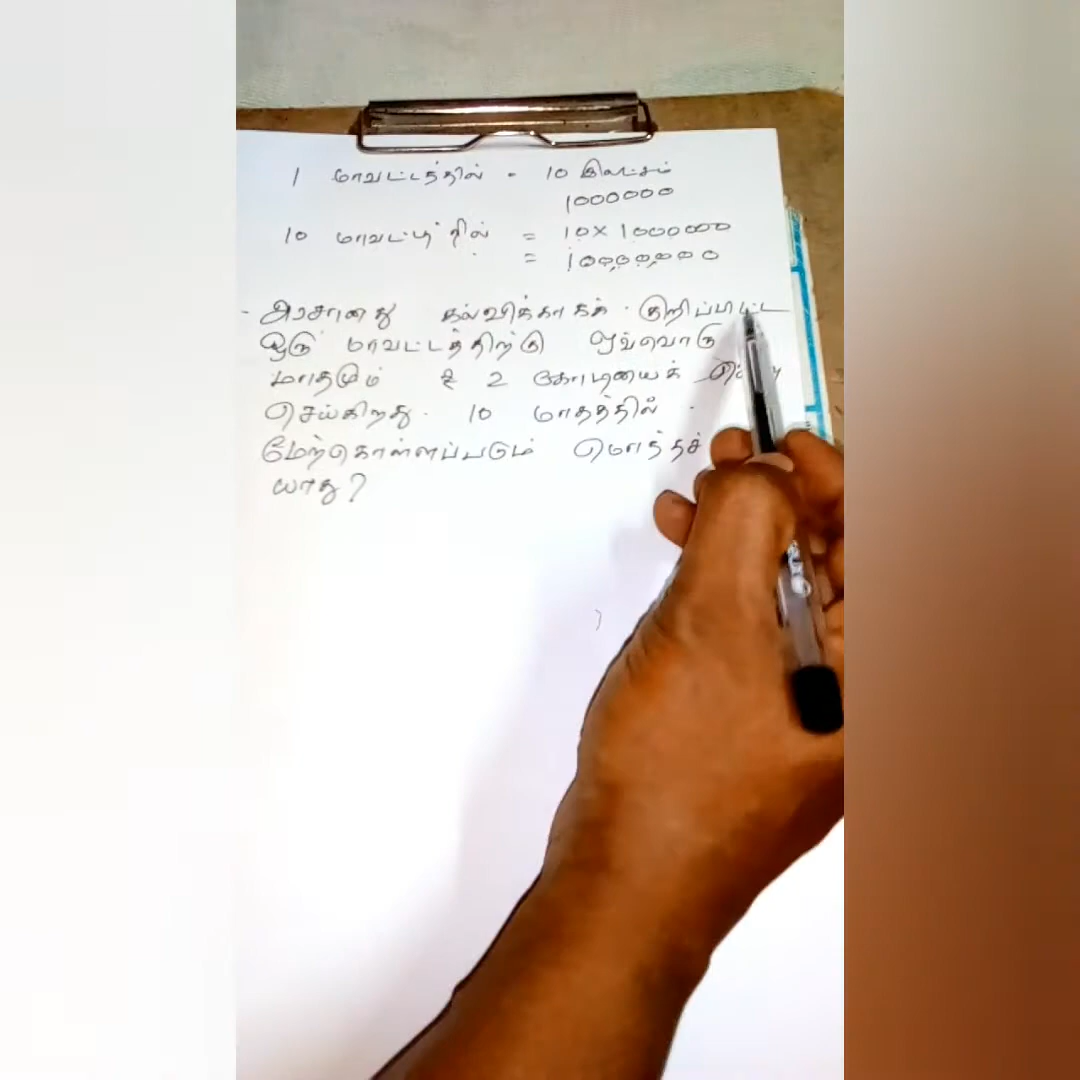 1 மாவட்டத்தில் - 10 இலட்சம்
1000000
10 மாவட்டத்தில் = 10 × 1000000
= 10000000
அரசானது கல்விக்காகக் குறிப்பிட்ட
ஒரு மாவட்டத்திற்கு ஒவ்வொரு
மாதமும் ₹ 2 கோடியைக்
செய்கிறது. 10 மாதத்தில்
மேற்கொள்ளப்படும் மொத்தச்
யாது?